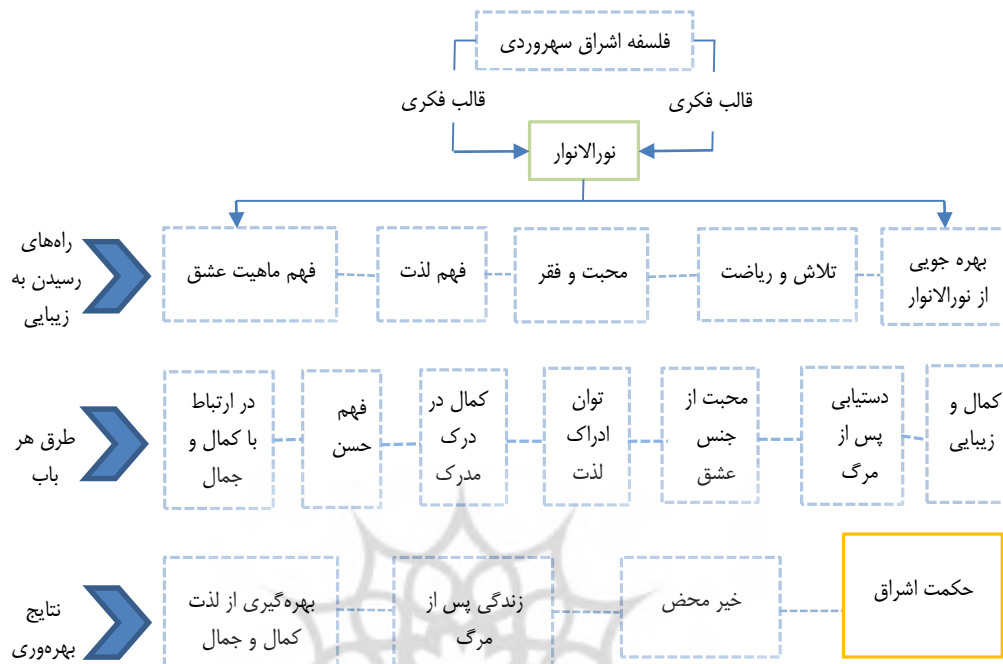 فلسفه اشراق سهروردی
قالب فکری
قالب فکری
نورالانوار
راه‌های
رسیدن به
زیبایی
بهره جویی
از نورالانوار
تلاش و ریاضت
محبت و فقر
فهم لذت
فهم ماهیت عشق
طرق هر
باب
کمال و
زیبایی
دستیابی
پس از
مرگ
محبت از
جنس
عشق
توان
ادراک
لذت
کمال در
درک
مدرک
فهم
حسن
در ارتباط
با کمال و
جمال
نتایج
بهره‌وری
حکمت اشراق
خیر محض
زندگی پس از
مرگ
بهره‌گیری از لذت
کمال و جمال